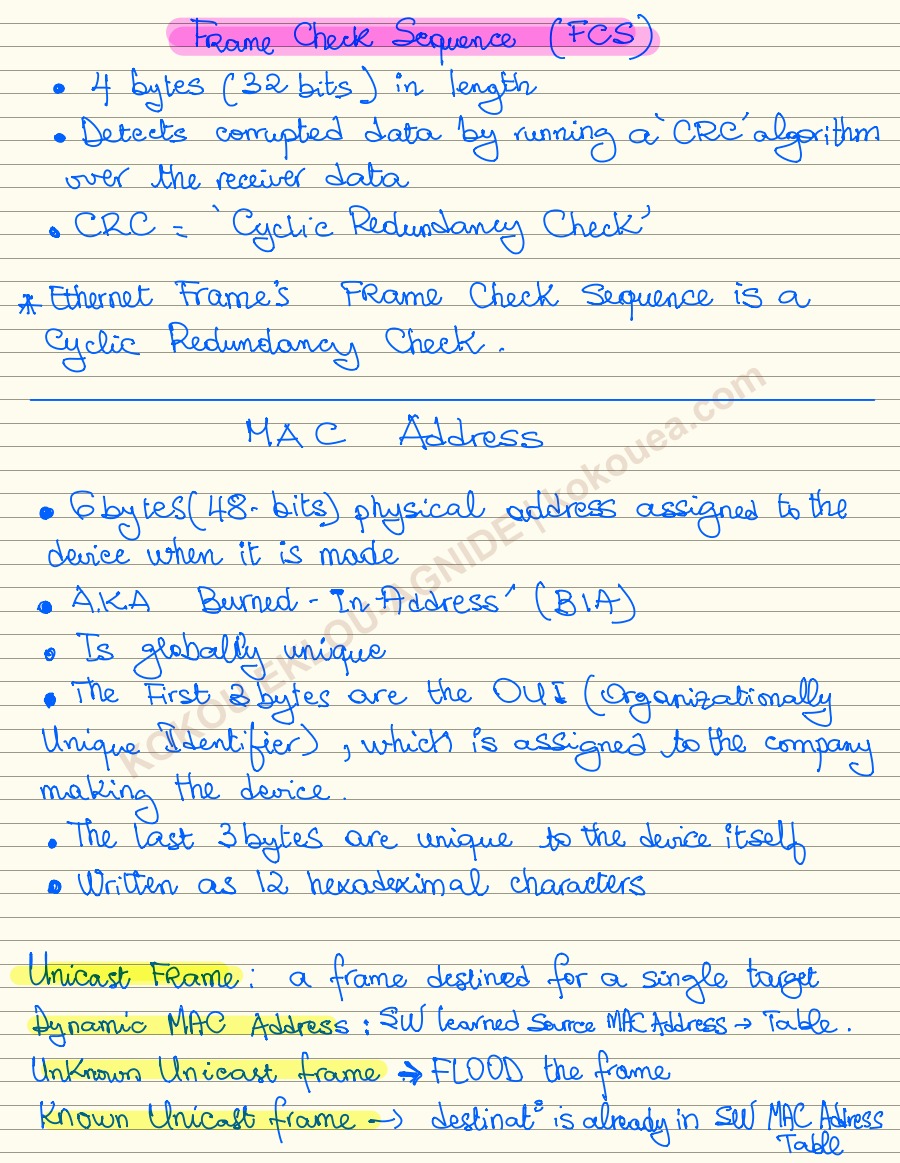 Frame Check Sequence (FCS)
• 4 bytes (32 bits) in length
• Detects corrupted data by running a 'CRC' algorithm
over the receiver data
• CRC = 'Cyclic Redundancy Check'
* Ethernet Frame's Frame Check Sequence is a
Cyclic Redundancy Check.
MAC Address
• 6 bytes (48-bits) physical address assigned to the
device when it is made
• A.K.A Burned-In Address' (BIA)
• Is globally unique
• The First 3 bytes are the OUI (Organizationally
Unique Identifier), which is assigned to the company
making the device.
• The last 3 bytes are unique to the device itself
• Written as 12 hexadeximal characters
Unicast Frame: a frame destined for a single target
Dynamic MAC Address: SW learned Source MAC Address → Table.
Unknown Unicast frame → FLOOD the frame
Known Unicast frame → destinat° is already in SW MAC Address
Table
KOKOU EKLOU-AGNIDE | kokouea.com